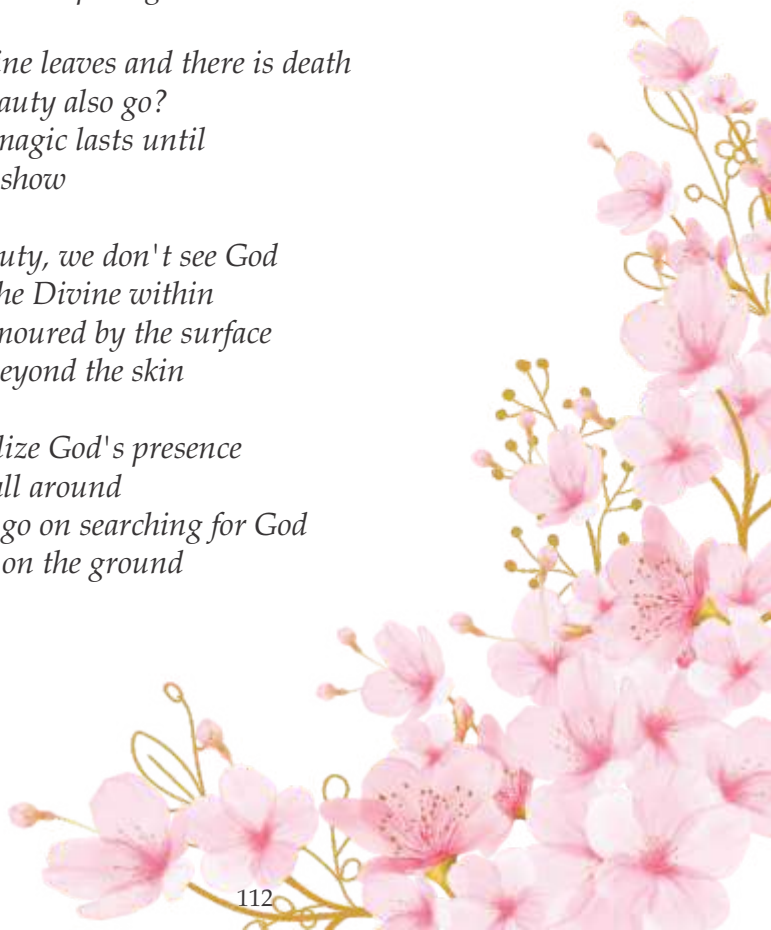 ine leaves and there is death
auty also go?
magic lasts until
show
uty, we don't see God
he Divine within
moured by the surface
eyond the skin
lize God's presence
all around
go on searching for God
on the ground
112